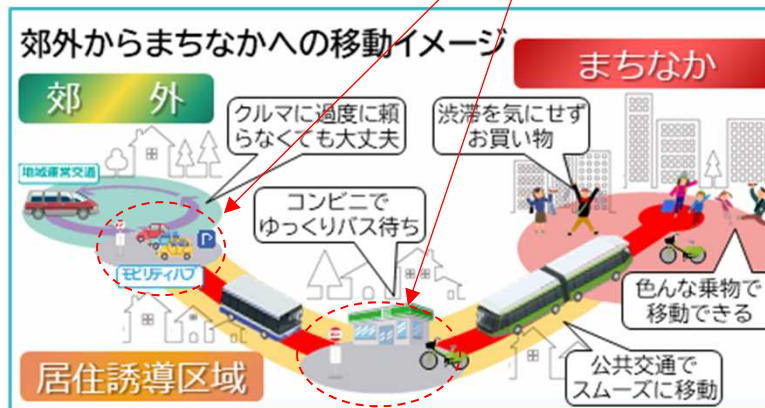 郊外からまちなかへの移動イメージ
まちなか
郊 外
クルマに過度に頼
らなくても大丈夫
渋滞を気にせず
お買い物
地域運営交通
コンビニで
ゆっくりバス待ち
P
モビリティハブ
色んな乗物で
移動できる
居住誘導区域
公共交通で
スムーズに移動